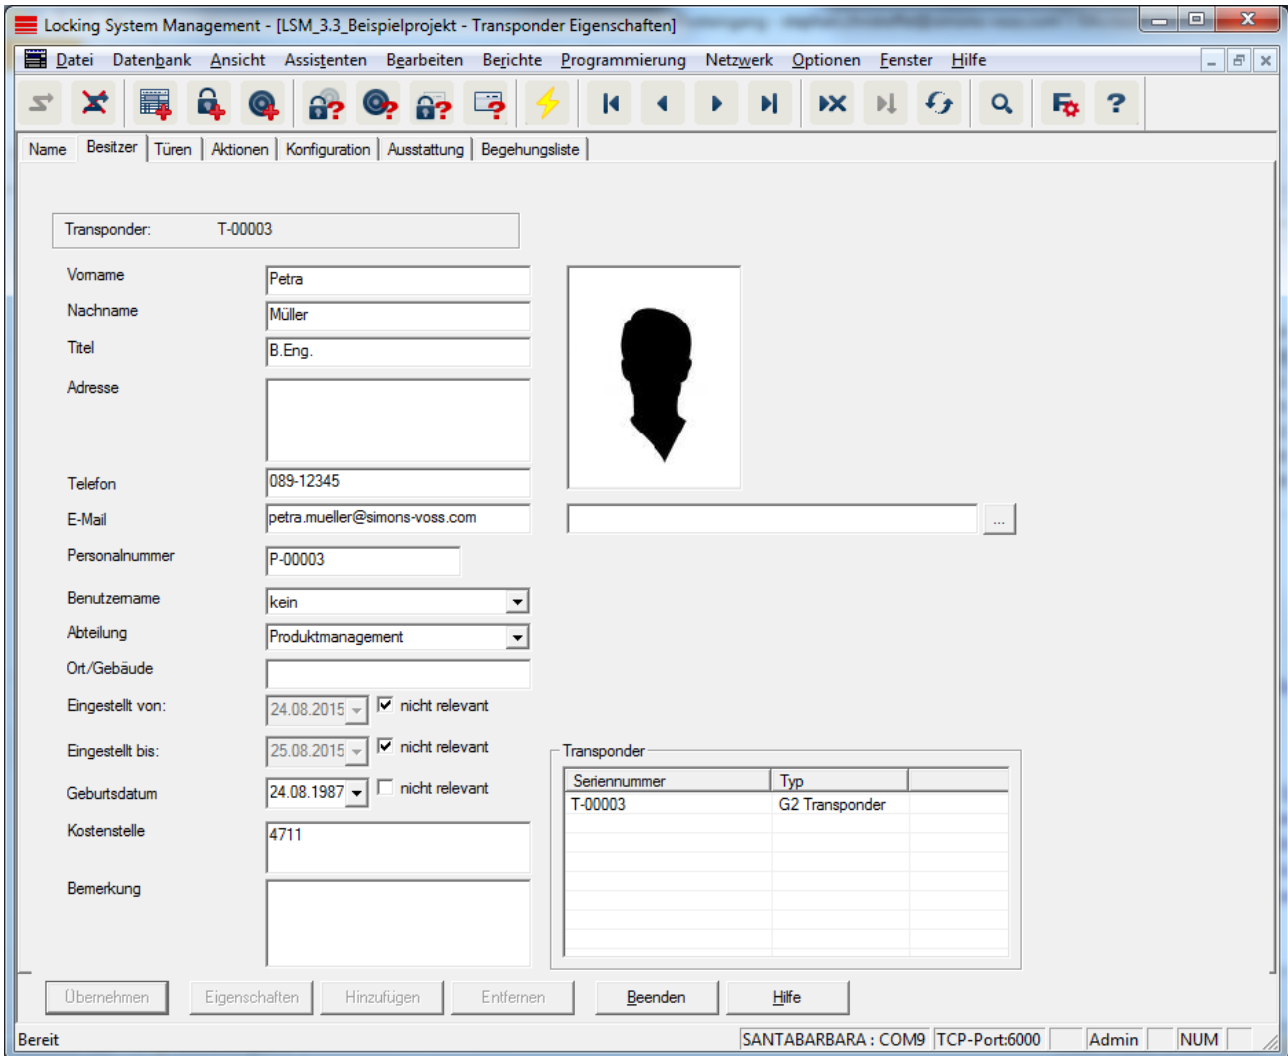 Locking System Management - [LSM_3.3_Beispielprojekt - Transponder Eigenschaften]
Datei Datenbank Ansicht Assistenten Bearbeiten Berichte Programmierung Netzwerk Optionen Fenster Hilfe
Name Besitzer Türen Aktionen Konfiguration Ausstattung Begehungsliste
Transponder: T-00003
Vorname Petra
Nachname Müller
Titel B.Eng.
Adresse
Telefon 089-12345
E-Mail petra.mueller@simons-voss.com ...
Personalnummer P-00003
Benutzername kein
Abteilung Produktmanagement
Ort/Gebäude
Eingestellt von: 24.08.2015 nicht relevant
Eingestellt bis: 25.08.2015 nicht relevant
Geburtsdatum 24.08.1987 nicht relevant
Kostenstelle 4711
Bemerkung
Transponder
Seriennummer Typ
T-00003 G2 Transponder
Übernehmen Eigenschaften Hinzufügen Entfernen Beenden Hilfe
Bereit SANTABARBARA : COM9 TCP-Port:6000 Admin NUM